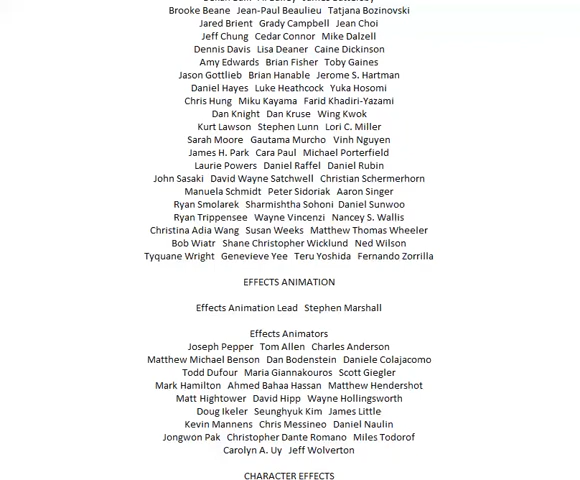 Brooke Beane Jean-Paul Beaulieu Tatjana Bozinovski
Jared Brient Grady Campbell Jean Choi
Jeff Chung Cedar Connor Mike Dalzell
Dennis Davis Lisa Deaner Caine Dickinson
Amy Edwards Brian Fisher Toby Gaines
Jason Gottlieb Brian Hanable Jerome S. Hartman
Daniel Hayes Luke Heathcock Yuka Hosomi
Chris Hung Miku Kayama Farid Khadiri-Yazami
Dan Knight Dan Kruse Wing Kwok
Kurt Lawson Stephen Lunn Lori C. Miller
Sarah Moore Gautama Murcho Vinh Nguyen
James H. Park Cara Paul Michael Porterfield
Laurie Powers Daniel Raffel Daniel Rubin
John Sasaki David Wayne Satchwell Christian Schermerhorn
Manuela Schmidt Peter Sidoriak Aaron Singer
Ryan Smolarek Sharmishtha Sohoni Daniel Sunwoo
Ryan Trippensee Wayne Vincenzi Nancey S. Wallis
Christina Adia Wang Susan Weeks Matthew Thomas Wheeler
Bob Wiatr Shane Christopher Wicklund Ned Wilson
Tyquane Wright Genevieve Yee Teru Yoshida Fernando Zorrilla
EFFECTS ANIMATION
Effects Animation Lead Stephen Marshall
Effects Animators
Joseph Pepper Tom Allen Charles Anderson
Matthew Michael Benson Dan Bodenstein Daniele Colajacomo
Todd Dufour Maria Giannakouros Scott Giegler
Mark Hamilton Ahmed Bahaa Hassan Matthew Hendershot
Matt Hightower David Hipp Wayne Hollingsworth
Doug Ikeler Seunghyuk Kim James Little
Kevin Mannens Chris Messineo Daniel Naulin
Jongwon Pak Christopher Dante Romano Miles Todorof
Carolyn A. Uy Jeff Wolverton
CHARACTER EFFECTS